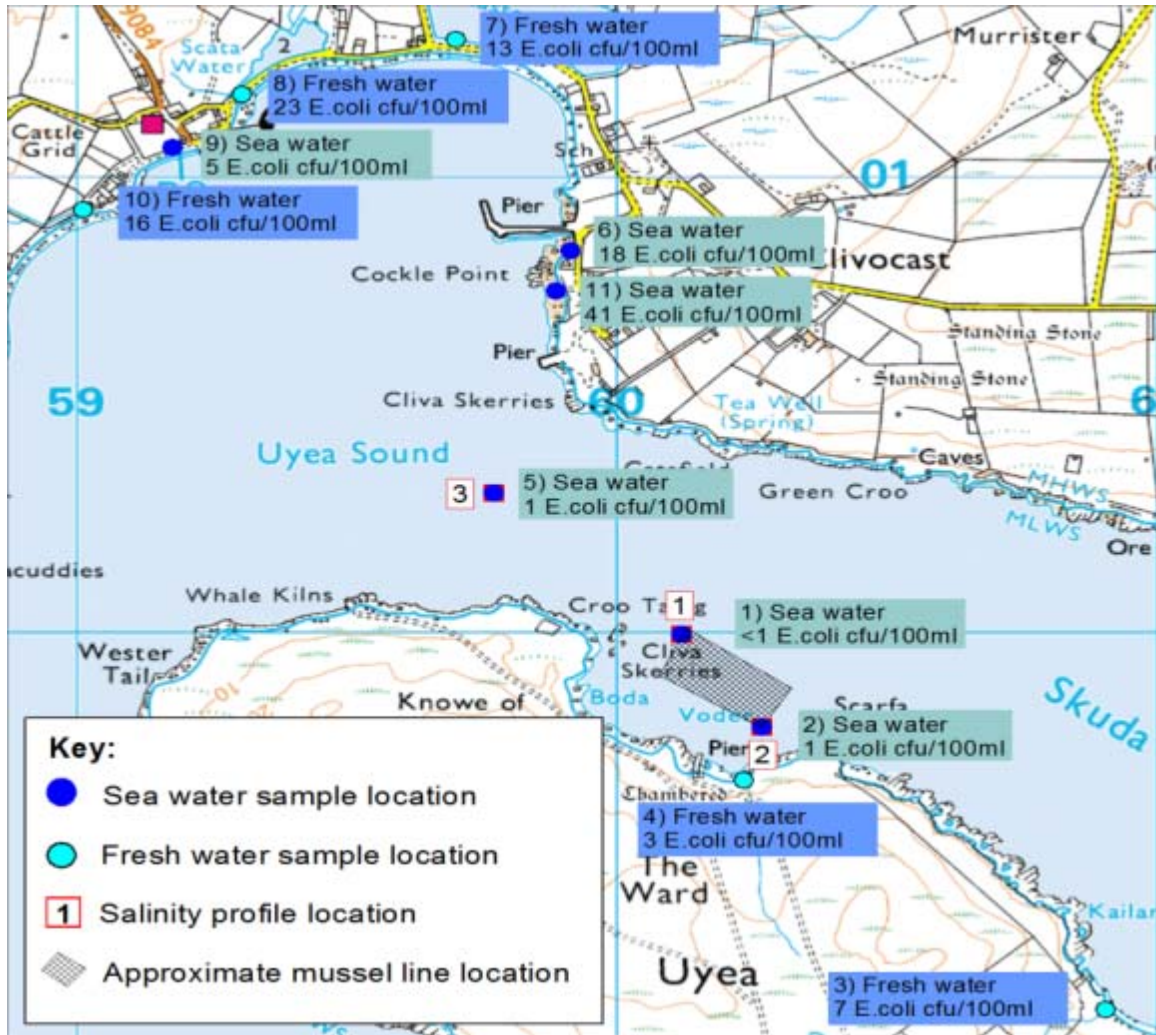 9084
Scata
Water
2
7) Fresh water
13 E.coli cfu/100ml
Murrister
8) Fresh water
23 E.coli cfu/100ml
Cattle
Grid
9) Sea water
5 E.coli cfu/100ml
Sch
01
10) Fresh water
16 E.coli cfu/100ml
Pier
6) Sea water
18 E.coli cfu/100ml
Clivocast
Cockle Point
11) Sea water
41 E.coli cfu/100ml
Standing Stone
Pier
Standing Stone
59
Cliva Skerries
60
Tea Well
(Spring)
6
Uyea Sound
Caves
MHWS
3
5) Sea water
1 E.coli cfu/100ml
Green Croo
MLWS
Ore
acuddies
Whale Kilns
Croo Ta
g
1
1) Sea water
<1 E.coli cfu/100ml
Wester
Tail
Cliva
Skerries
Knowe of
Boda
Skuda
Scarfa
Vode
2) Sea water
1 E.coli cfu/100ml
Pier
2
Key:
Sea water sample location
Fresh water sample location
1 Salinity profile location
Approximate mussel line location
Chambered
4) Fresh water
3 E.coli cfu/100ml
The
Ward
Kailar
Uyea
3) Fresh water
7 E.coli cfu/100ml